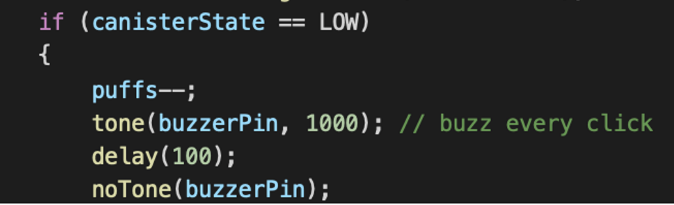 if (canisterState == LOW)
{
puffs--;
tone(buzzerPin, 1000); // buzz every click
delay(100);
noTone(buzzerPin);